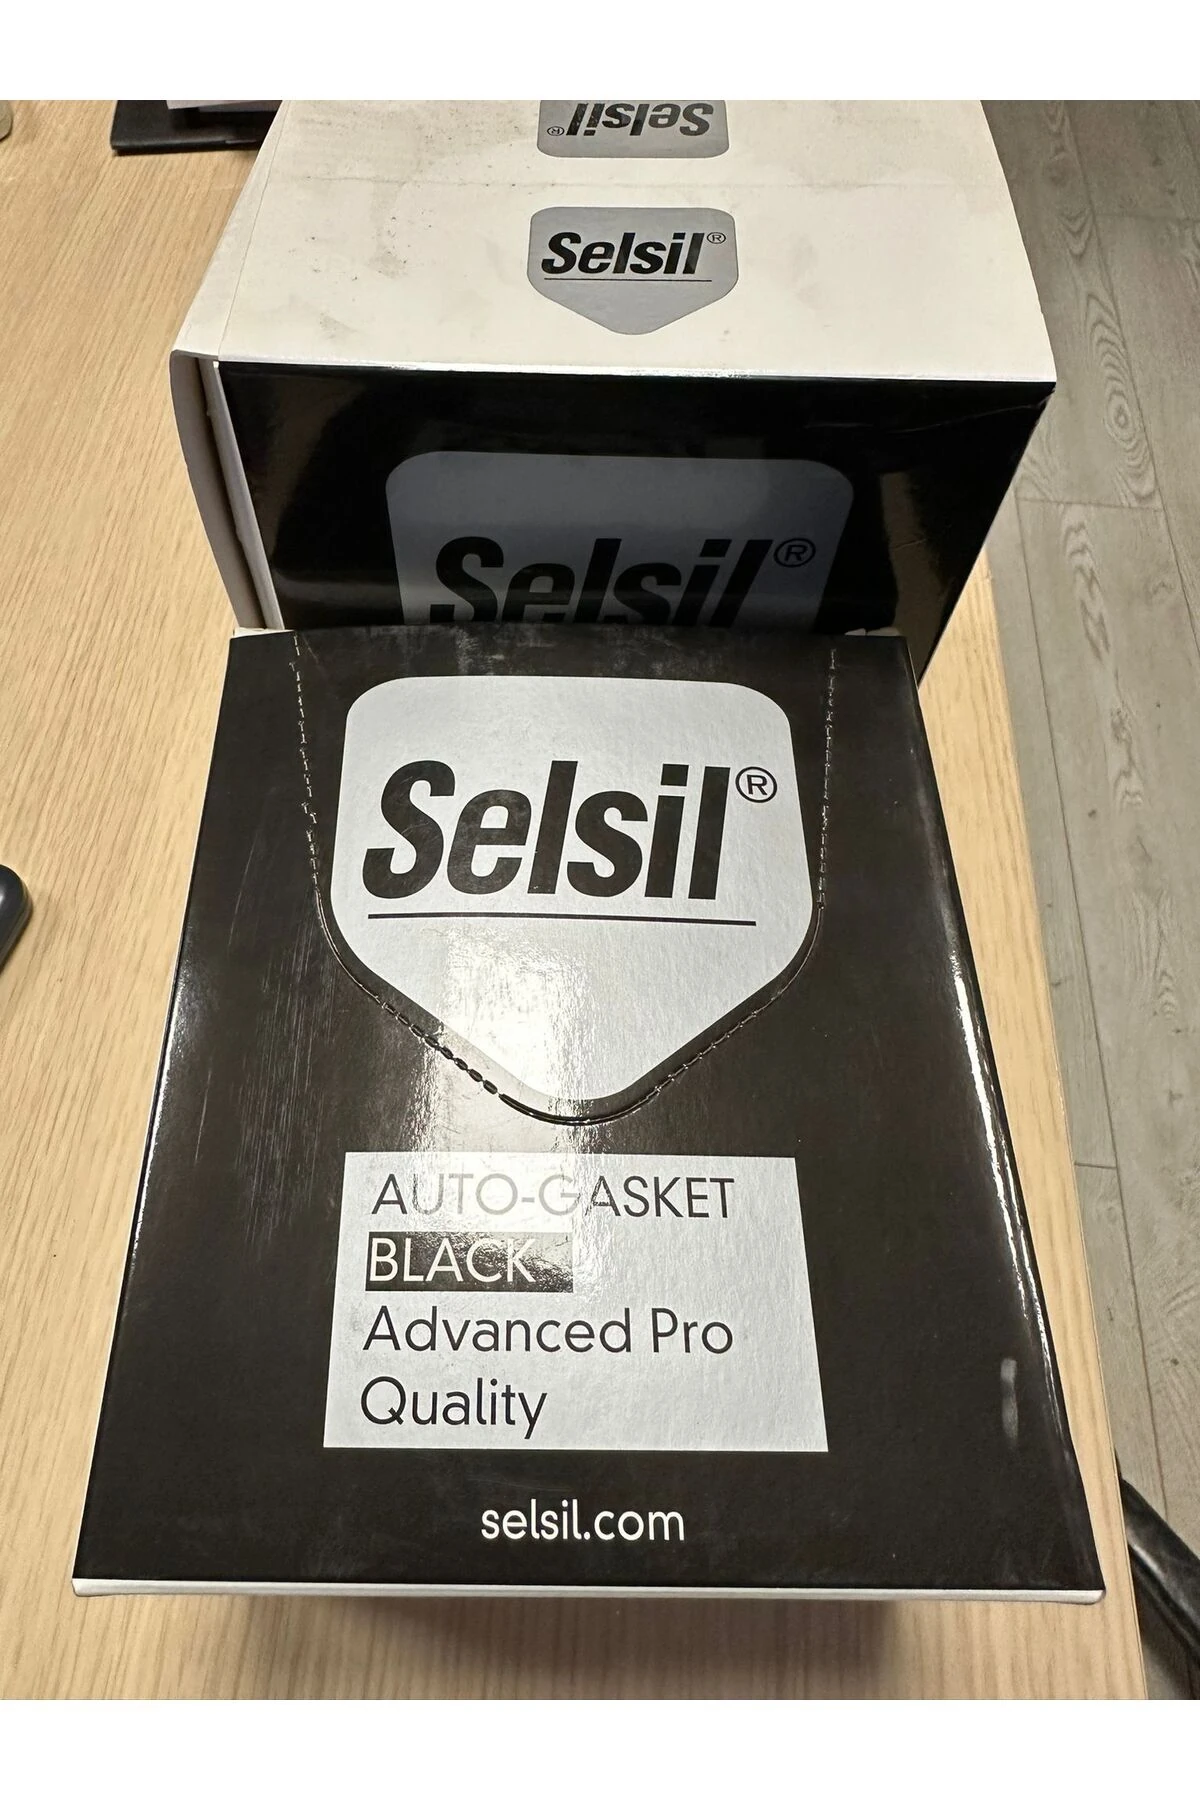 Selsil®
Selsil®
Selsil®
Selsil®
AUTO-GASKET
BLACK
Advanced Pro
Quality
selsil.com